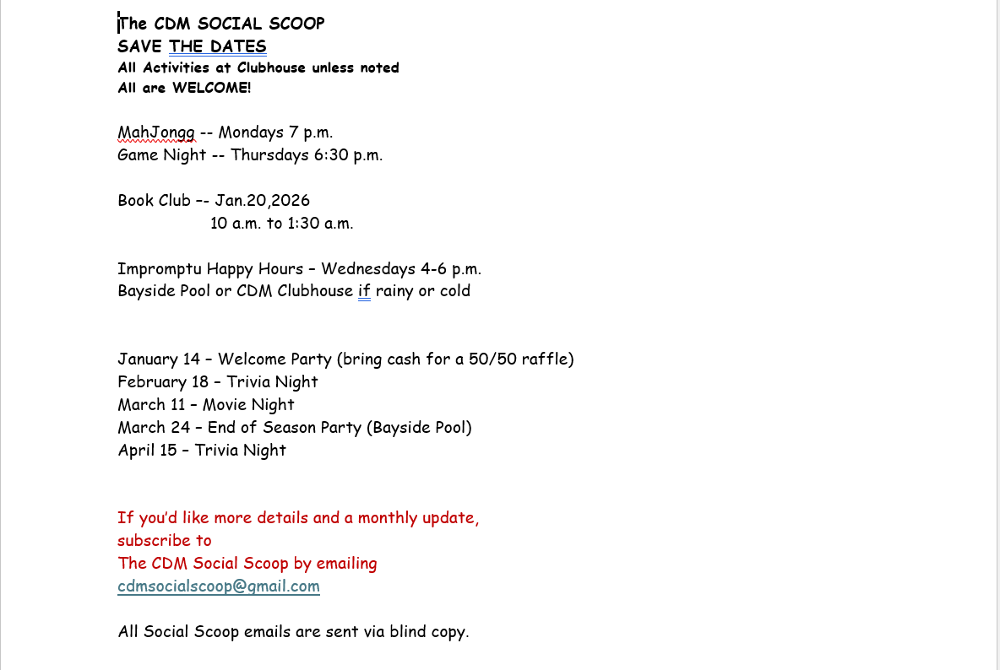 The CDM SOCIAL SCOOP
SAVE THE DATES
All Activities at Clubhouse unless noted
All are WELCOME!
MahJongg -- Mondays 7 p.m.
Game Night -- Thursdays 6:30 p.m.
Book Club -- Jan.20,2026
10 a.m. to 1:30 a.m.
Impromptu Happy Hours – Wednesdays 4-6 p.m.
Bayside Pool or CDM Clubhouse if rainy or cold
January 14 – Welcome Party (bring cash for a 50/50 raffle)
February 18 – Trivia Night
March 11 – Movie Night
March 24 – End of Season Party (Bayside Pool)
April 15 – Trivia Night
If you’d like more details and a monthly update,
subscribe to
The CDM Social Scoop by emailing
cdmsocialscoop@gmail.com
All Social Scoop emails are sent via blind copy.